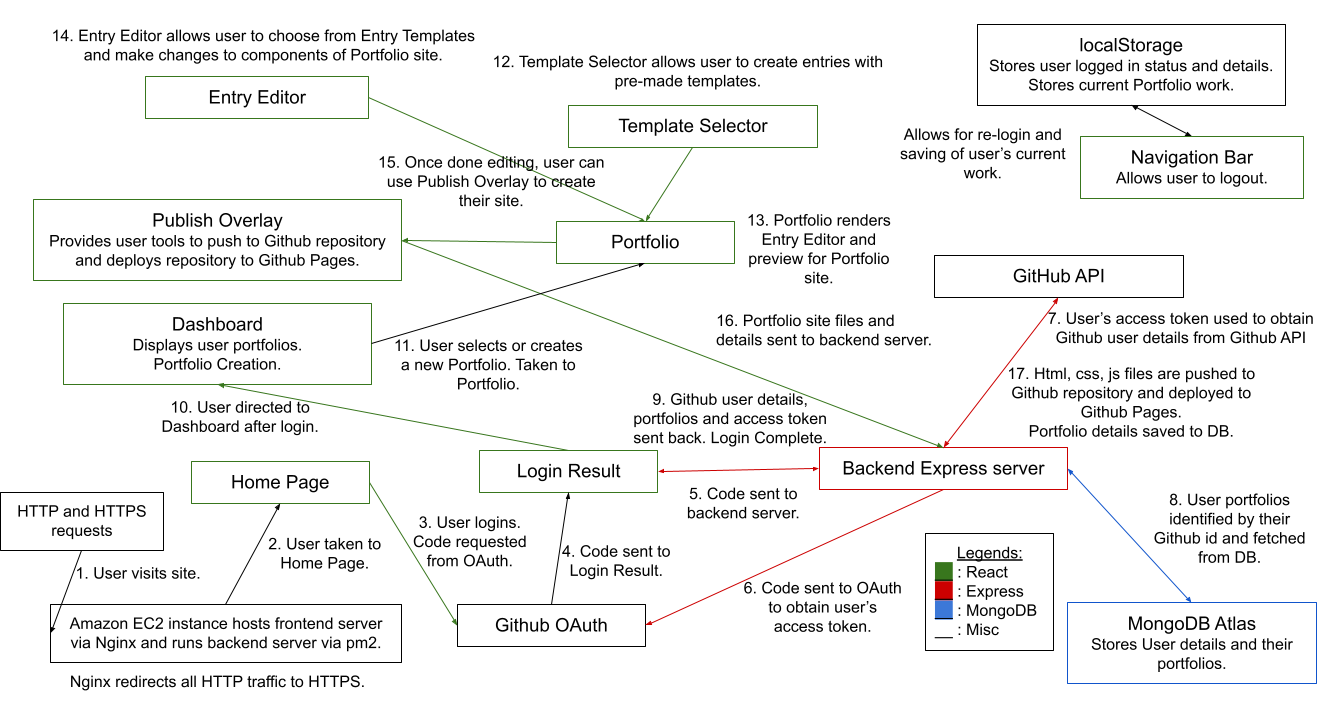 14. Entry Editor allows user to choose from Entry Templates
and make changes to components of Portfolio site.
Entry Editor
12. Template Selector allows user to create entries with
pre-made templates.
Template Selector
localStorage
Stores user logged in status and details.
Stores current Portfolio work.
Allows for re-login and
saving of user’s current
work.
Navigation Bar
Allows user to logout.
15. Once done editing, user can
use Publish Overlay to create
their site.
Publish Overlay
Provides user tools to push to Github repository
and deploys repository to Github Pages.
Portfolio
13. Portfolio renders
Entry Editor and
preview for Portfolio
site.
GitHub API
Dashboard
Displays user portfolios.
Portfolio Creation.
11. User selects or creates
a new Portfolio. Taken to
Portfolio.
16. Portfolio site files and
details sent to backend server.
7. User’s access token used to obtain
Github user details from Github API
17. Html, css, js files are pushed to
Github repository and deployed to
Github Pages.
Portfolio details saved to DB.
10. User directed to
Dashboard after login.
9. Github user details,
portfolios and access token
sent back. Login Complete.
Home Page
Login Result
Backend Express server
HTTP and HTTPS
requests
1. User visits site.
2. User taken to
Home Page.
3. User logins.
Code requested
from OAuth.
4. Code sent to
Login Result.
5. Code sent to
backend server.
6. Code sent to OAuth
to obtain user’s
access token.
8. User portfolios
identified by their
Github id and fetched
from DB.
Legends:
: React
: Express
: MongoDB
: Misc
Amazon EC2 instance hosts frontend server
via Nginx and runs backend server via pm2.
Github OAuth
MongoDB Atlas
Stores User details and their
portfolios.
Nginx redirects all HTTP traffic to HTTPS.